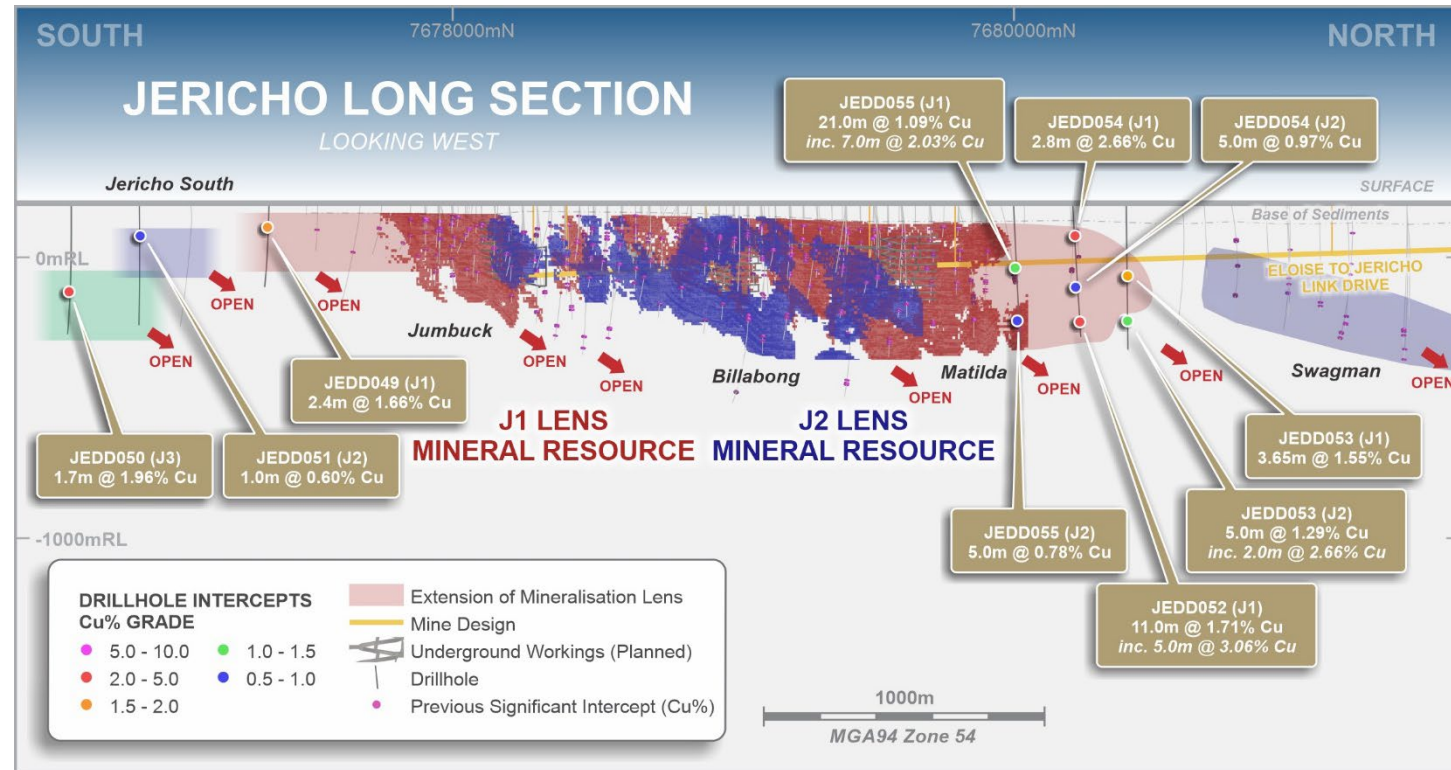 SOUTH
7678000mN
7680000mN
NORTH
JERICHO LONG SECTION
LOOKING WEST
JEDD055 (J1)
21.0m @ 1.09% Cu
inc. 7.0m @ 2.03% Cu
JEDD054 (J1)
2.8m @ 2.66% Cu
JEDD054 (J2)
5.0m @ 0.97% Cu
Jericho South
SURFACE
Base of Sediments
0mRL
ELOISE TO JERICHO
LINK DRIVE
OPEN
OPEN
OPEN
Jumbuck
OPEN
OPEN
Billabong
OPEN
Matilda
OPEN
OPEN
Swagman
OPEN
JEDD049 (J1)
2.4m @ 1.66% Cu
J1 LENS
MINERAL RESOURCE
J2 LENS
MINERAL RESOURCE
JEDD050 (J3)
1.7m @ 1.96% Cu
JEDD051 (J2)
1.0m @ 0.60% Cu
JEDD053 (J1)
3.65m @ 1.55% Cu
JEDD055 (J2)
5.0m @ 0.78% Cu
JEDD053 (J2)
5.0m @ 1.29% Cu
inc. 2.0m @ 2.66% Cu
JEDD052 (J1)
11.0m @ 1.71% Cu
inc. 5.0m @ 3.06% Cu
-1000mRL
DRILLHOLE INTERCEPTS
Cu% GRADE
5.0 - 10.0
2.0 - 5.0
1.5 - 2.0
1.0 - 1.5
0.5 - 1.0
Extension of Mineralisation Lens
Mine Design
Underground Workings (Planned)
Drillhole
Previous Significant Intercept (Cu%)
1000m
MGA94 Zone 54